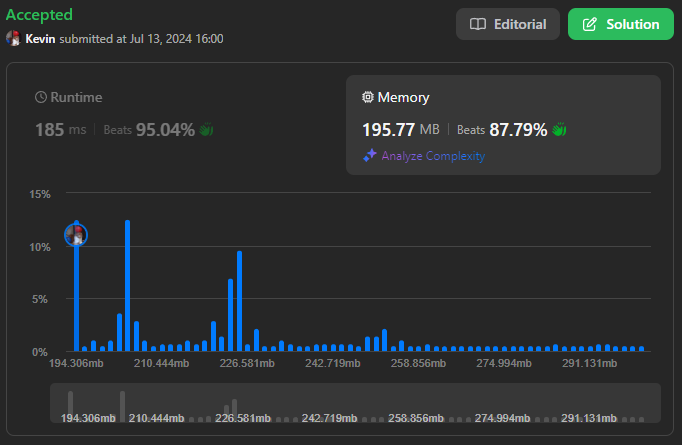 Accepted
Editorial
Solution
Kevin submitted at Jul 13, 2024 16:00
Runtime
185 ms | Beats 95.04%
Memory
195.77 MB | Beats 87.79%
Analyze Complexity
15%
10%
5%
0%
194.306mb 210.444mb 226.581mb 242.719mb 258.856mb 274.994mb 291.131mb
194.306mb 210.444mb 226.581mb 242.719mb 258.856mb 274.994mb 291.131mb